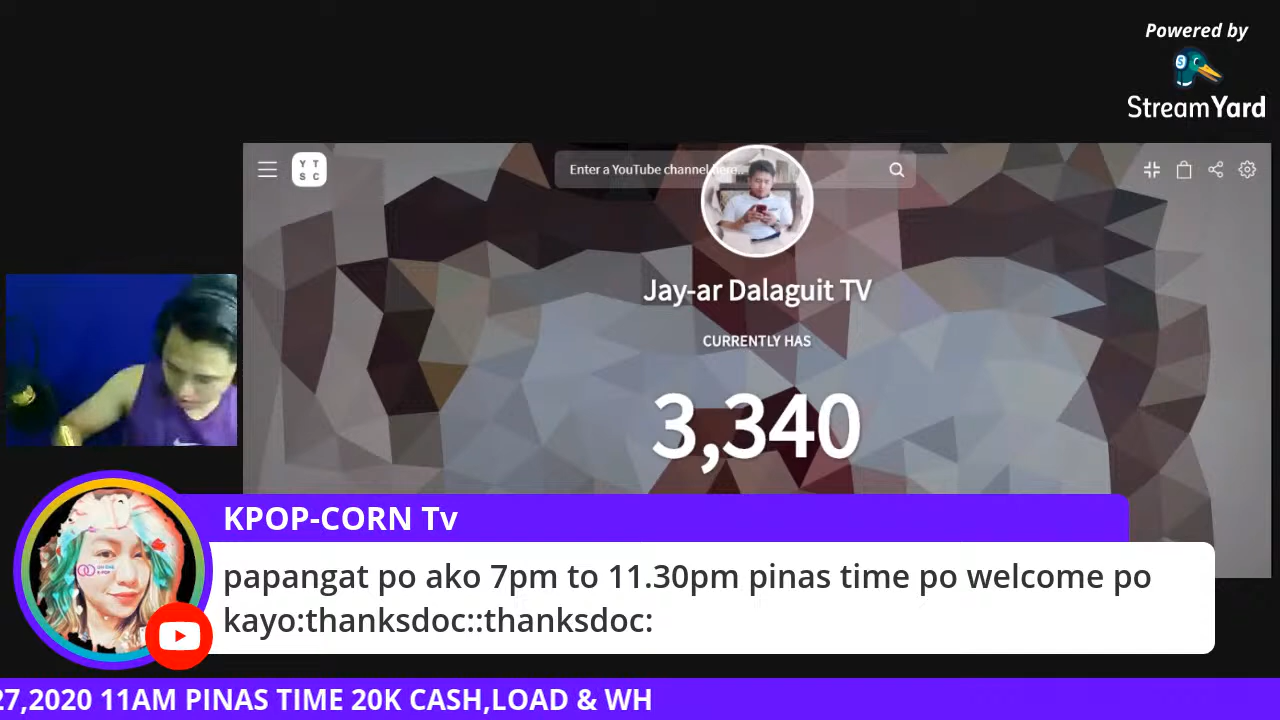 Powered by
StreamYard
Y T
S C
Enter a YouTube channel here...
Jay-ar Dalaguit TV
CURRENTLY HAS
3,340
KPOP-CORN Tv
papangat po ako 7pm to 11.30pm pinas time po welcome po
kayo:thanksdoc::thanksdoc:
27,2020 11AM PINAS TIME 20K CASH,LOAD & WH